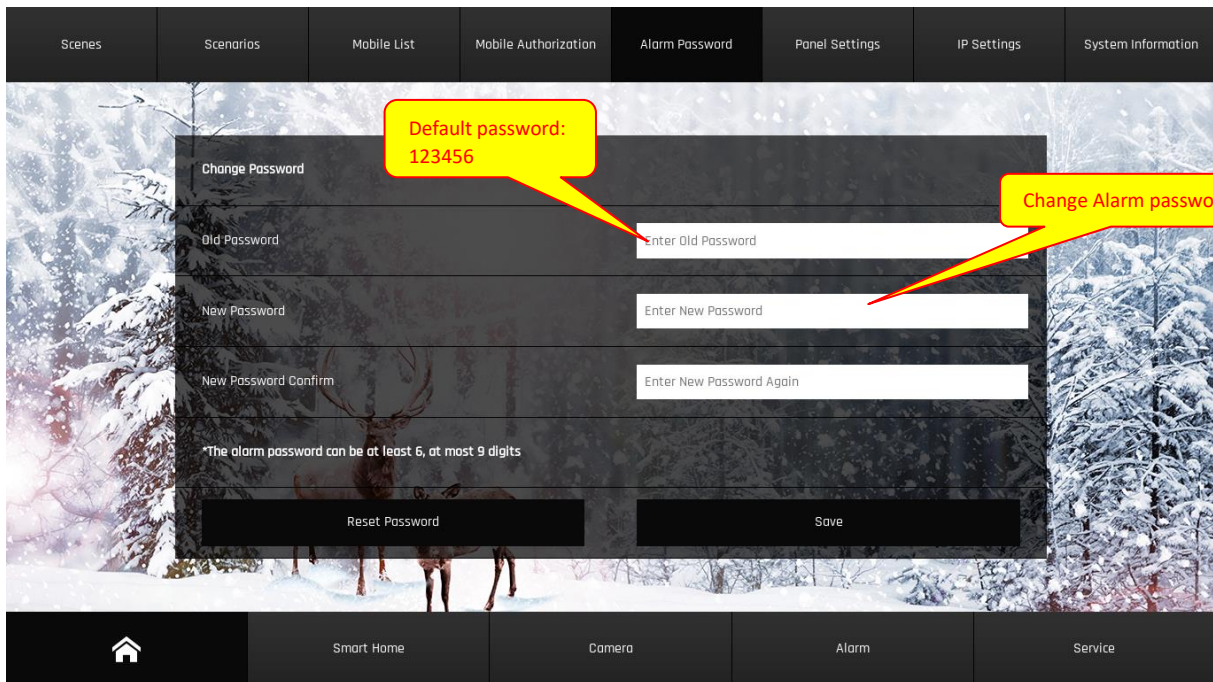 Scenes Scenarios Mobile List Mobile Authorization Alarm Password Panel Settings IP Settings System Information
Default password:
123456
Change Password
Change Alarm
Old Password Enter Old Password
New Password Enter New Password
New Password Confirm Enter New Password Again
*The alarm password can be at least 6, at most 9 digits
Reset Password Save
Smart Home Camera Alarm Service